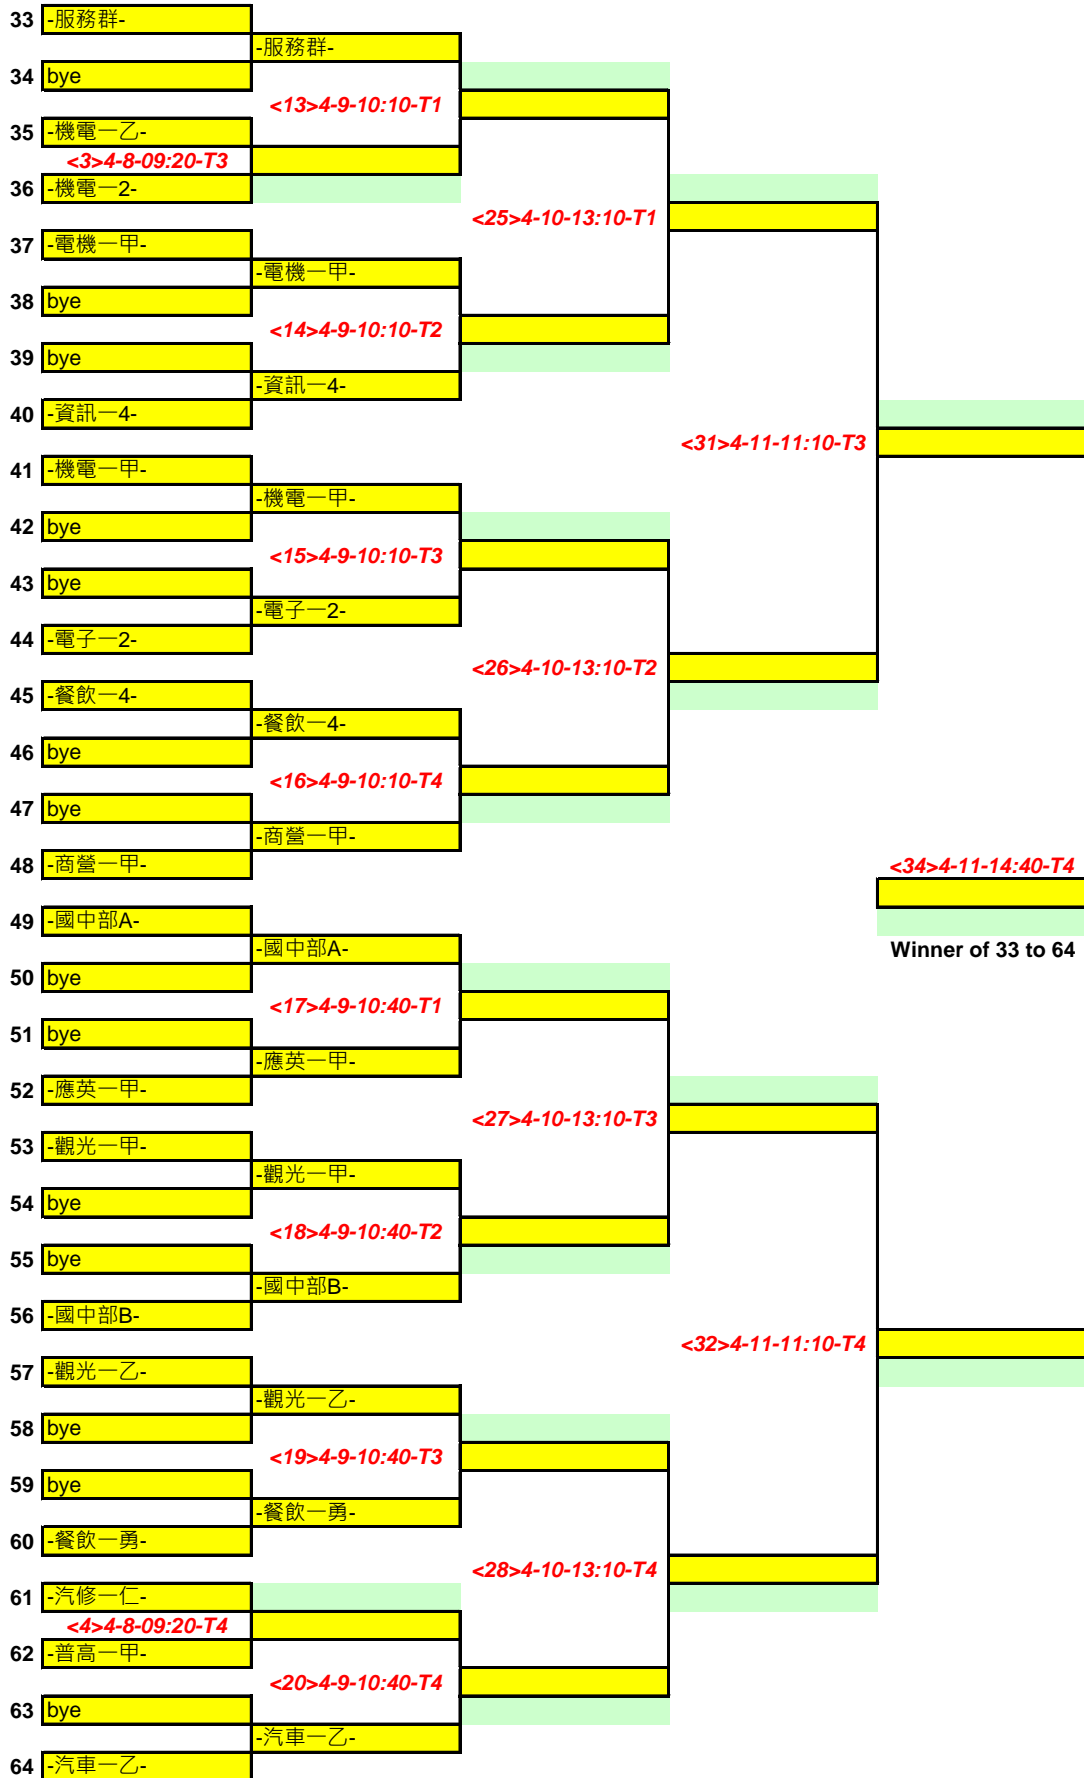 33 -服務群-
-服務群-
34 bye
<13>4-9-10:10-T1
35 -機電一乙-
<3>4-8-09:20-T3
36 -機電一2-
<25>4-10-13:10-T1
37 -電機一甲-
-電機一甲-
38 bye
<14>4-9-10:10-T2
39 bye
-資訊一4-
40 -資訊一4-
<31>4-11-11:10-T3
41 -機電一甲-
-機電一甲-
42 bye
<15>4-9-10:10-T3
43 bye
-電子一2-
44 -電子一2-
<26>4-10-13:10-T2
45 -餐飲一4-
-餐飲一4-
46 bye
<16>4-9-10:10-T4
47 bye
-商營一甲-
48 -商營一甲-
<34>4-11-14:40-T4
49 -國中部A-
-國中部A-
Winner of 33 to 64
50 bye
<17>4-9-10:40-T1
51 bye
-應英一甲-
52 -應英一甲-
<27>4-10-13:10-T3
53 -觀光一甲-
-觀光一甲-
54 bye
<18>4-9-10:40-T2
55 bye
-國中部B-
56 -國中部B-
<32>4-11-11:10-T4
57 -觀光一乙-
-觀光一乙-
58 bye
<19>4-9-10:40-T3
59 bye
-餐飲一勇-
60 -餐飲一勇-
<28>4-10-13:10-T4
61 -汽修一仁-
<4>4-8-09:20-T4
62 -普高一甲-
<20>4-9-10:40-T4
63 bye
-汽車一乙-
64 -汽車一乙-